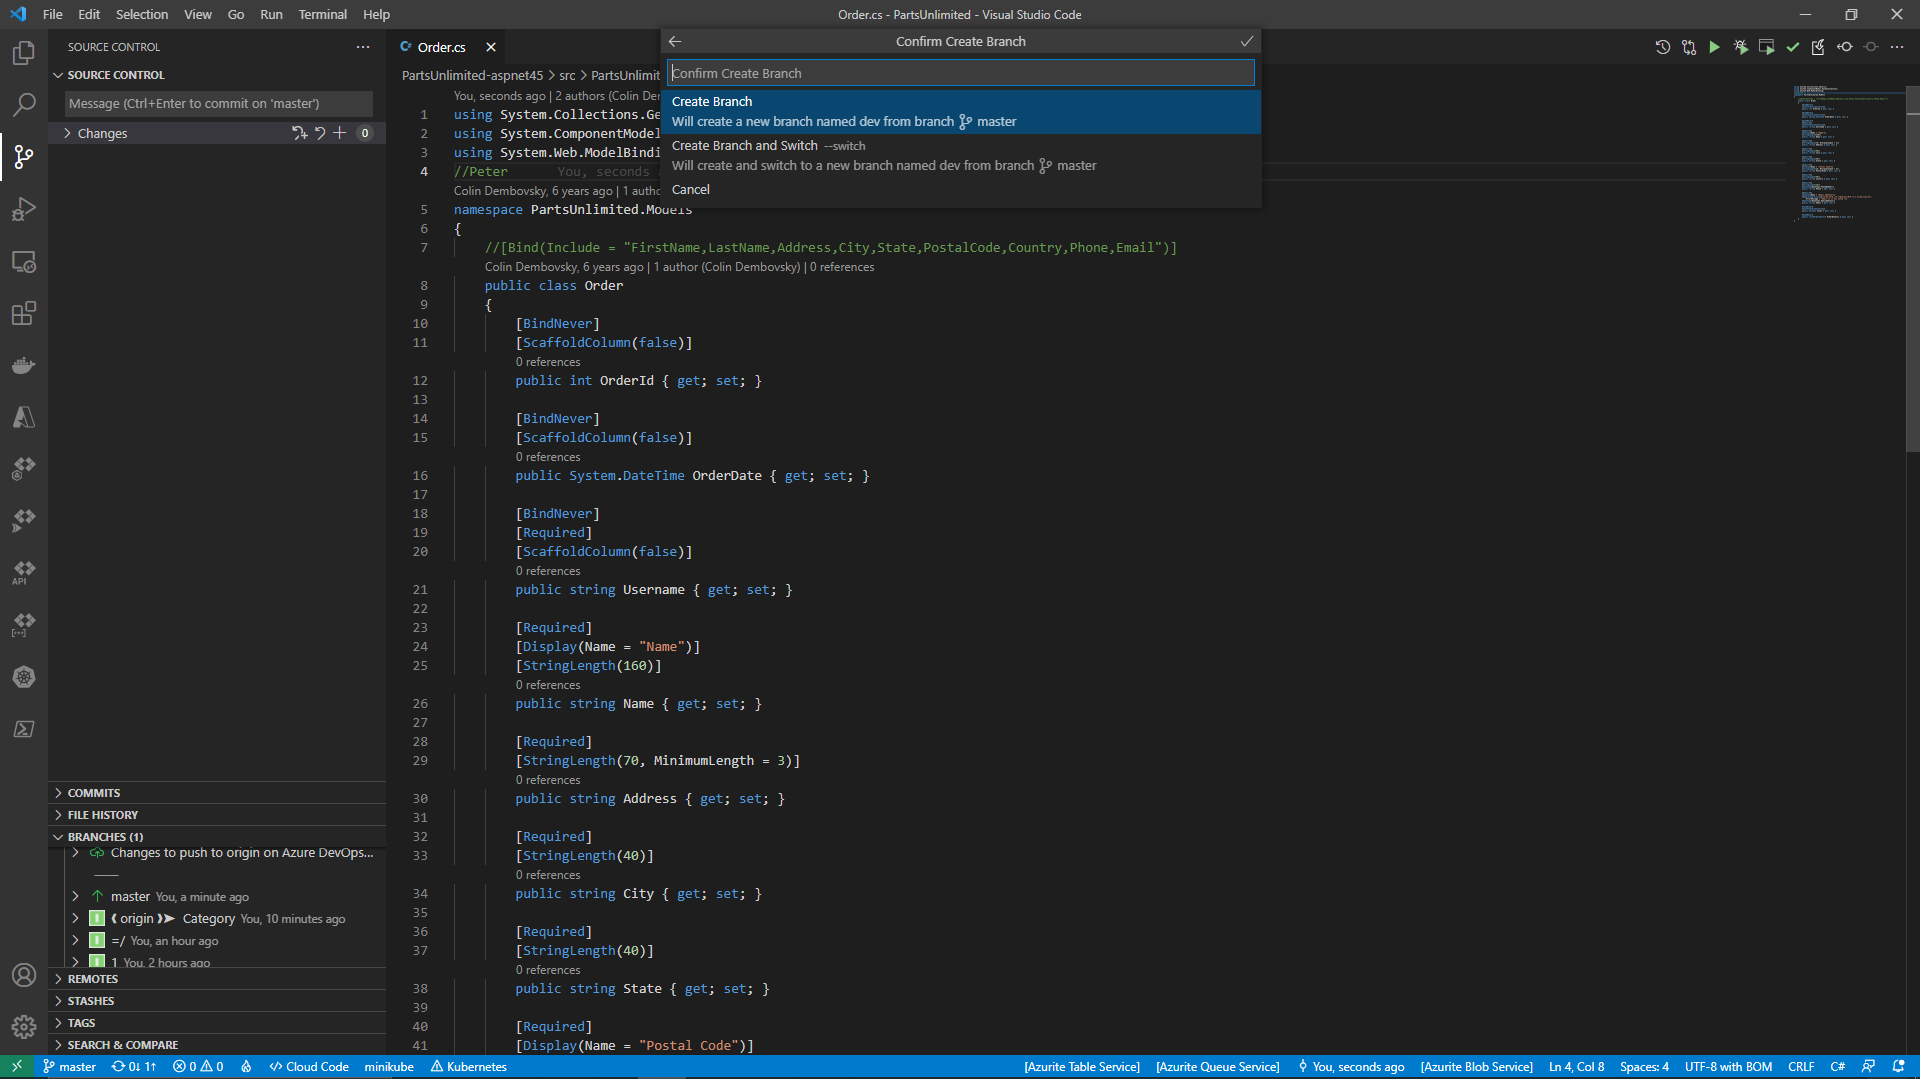 File Edit Selection View Go Run Terminal Help
Order.cs - PartsUnlimited - Visual Studio Code
SOURCE CONTROL
SOURCE CONTROL
Message (Ctrl+Enter to commit on 'master')
Changes
0
COMMITS
FILE HISTORY
BRANCHES (1)
Changes to push to origin on Azure DevOps...
master You, a minute ago
origin Category You, 10 minutes ago
=/ You, an hour ago
1 You, 2 hours ago
REMOTES
STASHES
TAGS
SEARCH & COMPARE
API
C# Order.cs
PartsUnlimited-aspnet45 > src > PartsUnlimit
Confirm Create Branch
Confirm Create Branch
Create Branch
Will create a new branch named dev from branch master
Create Branch and Switch --switch
Will create and switch to a new branch named dev from branch master
Cancel
You, seconds ago | 2 authors (Colin Der
1 using System.Collections.Ge
2 using System.ComponentModel
3 using System.Web.ModelBindi
4 //Peter You, seconds
Colin Dembovsky, 6 years ago | 1 autho
5 namespace PartsUnlimited.Models
6 {
7 //[Bind(Include = "FirstName,LastName,Address,City,State,PostalCode,Country,Phone,Email")]
Colin Dembovsky, 6 years ago | 1 author (Colin Dembovsky) | 0 references
8 public class Order
9 {
10 [BindNever]
11 [ScaffoldColumn(false)]
0 references
12 public int OrderId { get; set; }
13
14 [BindNever]
15 [ScaffoldColumn(false)]
0 references
16 public System.DateTime OrderDate { get; set; }
17
18 [BindNever]
19 [Required]
20 [ScaffoldColumn(false)]
0 references
21 public string Username { get; set; }
22
23 [Required]
24 [Display(Name = "Name")]
25 [StringLength(160)]
0 references
26 public string Name { get; set; }
27
28 [Required]
29 [StringLength(70, MinimumLength = 3)]
0 references
30 public string Address { get; set; }
31
32 [Required]
33 [StringLength(40)]
0 references
34 public string City { get; set; }
35
36 [Required]
37 [StringLength(40)]
0 references
38 public string State { get; set; }
39
40 [Required]
41 [Display(Name = "Postal Code")]
master 0↓ 1↑ 0 0 Cloud Code minikube Kubernetes
[Azurite Table Service] [Azurite Queue Service] You, seconds ago [Azurite Blob Service] Ln 4, Col 8 Spaces: 4 UTF-8 with BOM CRLF C#